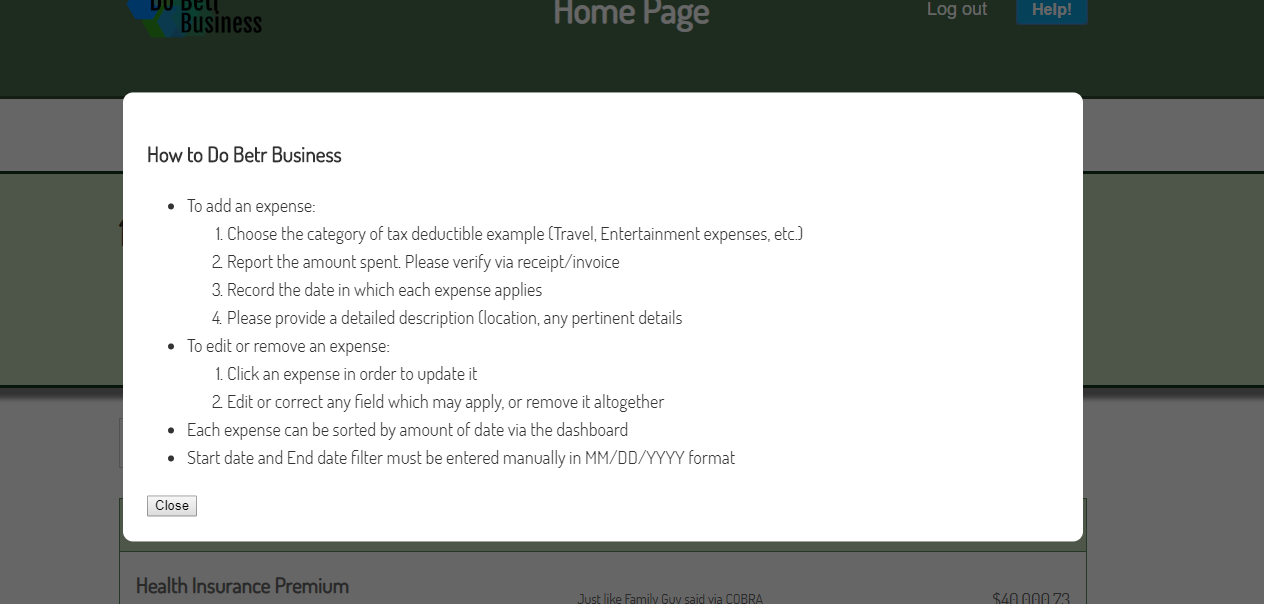 Do Betr
Business
Home Page
Log out
Help!
How to Do Betr Business
• To add an expense:
1. Choose the category of tax deductible example (Travel, Entertainment expenses, etc.)
2. Report the amount spent. Please verify via receipt/invoice
3. Record the date in which each expense applies
4. Please provide a detailed description (location, any pertinent details
• To edit or remove an expense:
1. Click an expense in order to update it
2. Edit or correct any field which may apply, or remove it altogether
• Each expense can be sorted by amount of date via the dashboard
• Start date and End date filter must be entered manually in MM/DD/YYYY format
Close
Health Insurance Premium
Just like Family Guy said via COBRA
$40,000.73